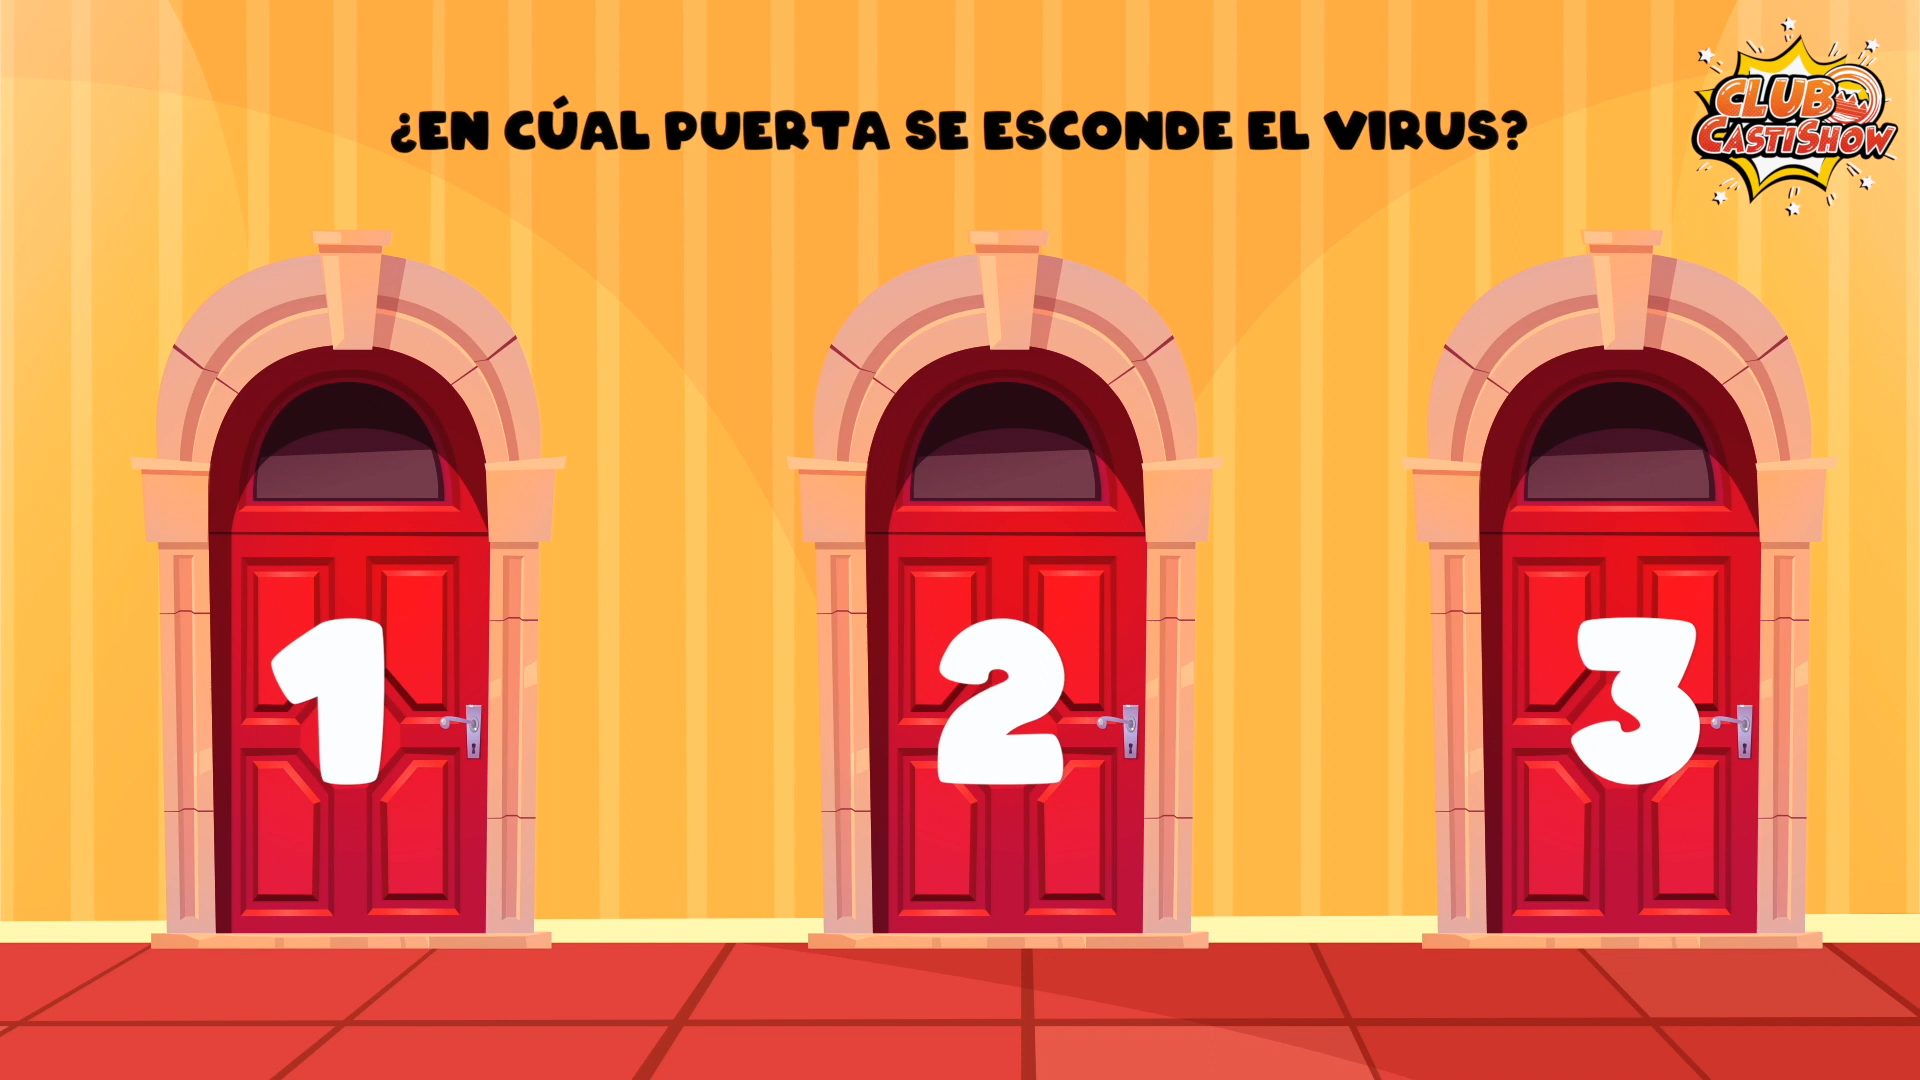 ¿EN CÚAL PUERTA SE ESCONDE EL VIRUS?
CLUB
CASTISHOW
1
2
3